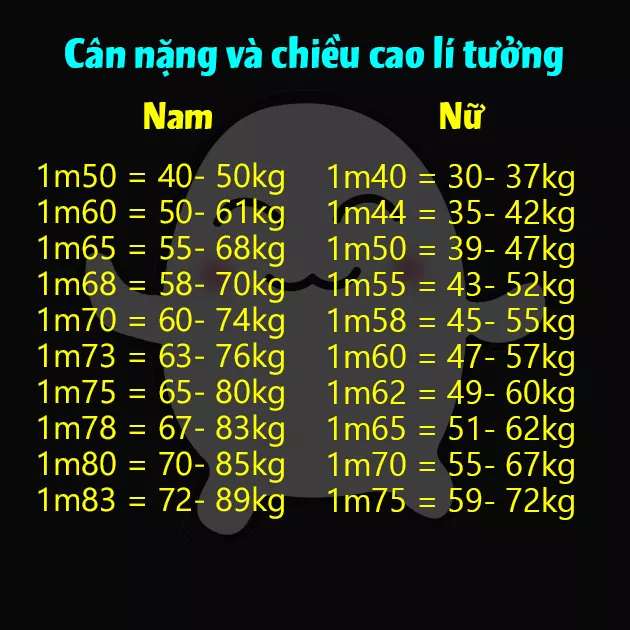 Cân nặng và chiều cao lí tưởng
Nam
1m50 = 40- 50kg
1m60 = 50- 61kg
1m65 = 55- 68kg
1m68 = 58- 70kg
1m70 = 60- 74kg
1m73 = 63- 76kg
1m75 = 65- 80kg
1m78 = 67- 83kg
1m80 = 70- 85kg
1m83 = 72- 89kg
Nữ
1m40 = 30- 37kg
1m44 = 35- 42kg
1m50 = 39- 47kg
1m55 = 43- 52kg
1m58 = 45- 55kg
1m60 = 47- 57kg
1m62 = 49- 60kg
1m65 = 51- 62kg
1m70 = 55- 67kg
1m75 = 59- 72kg